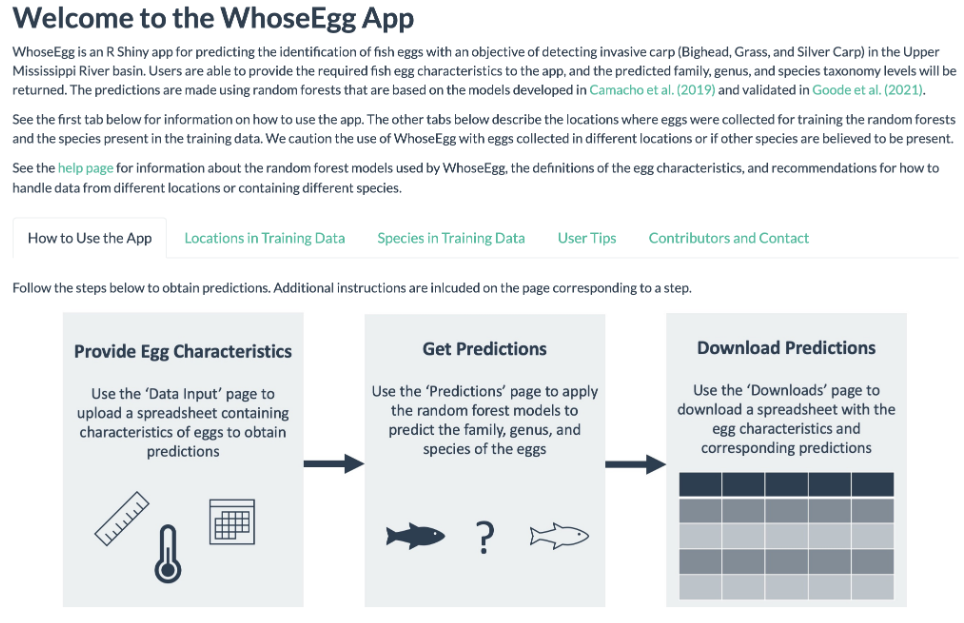 Welcome to the WhoseEgg App
WhoseEgg is an R Shiny app for predicting the identification of fish eggs with an objective of detecting invasive carp (Bighead, Grass, and Silver Carp) in the Upper
Mississippi River basin. Users are able to provide the required fish egg characteristics to the app, and the predicted family, genus, and species taxonomy levels will be
returned. The predictions are made using random forests that are based on the models developed in Camacho et al. (2019) and validated in Goode et al. (2021).
See the first tab below for information on how to use the app. The other tabs below describe the locations where eggs were collected for training the random forests
and the species present in the training data. We caution the use of WhoseEgg with eggs collected in different locations or if other species are believed to be present.
See the help page for information about the random forest models used by WhoseEgg, the definitions of the egg characteristics, and recommendations for how to
handle data from different locations or containing different species.
How to Use the App
Locations in Training Data
Species in Training Data
User Tips
Contributors and Contact
Follow the steps below to obtain predictions. Additional instructions are inlcuded on the page corresponding to a step.
Provide Egg Characteristics
Use the 'Data Input' page to
upload a spreadsheet containing
characteristics of eggs to obtain
predictions
Get Predictions
Use the 'Predictions' page to apply
the random forest models to
predict the family, genus, and
species of the eggs
?
Download Predictions
Use the 'Downloads' page to
download a spreadsheet with the
egg characteristics and
corresponding predictions